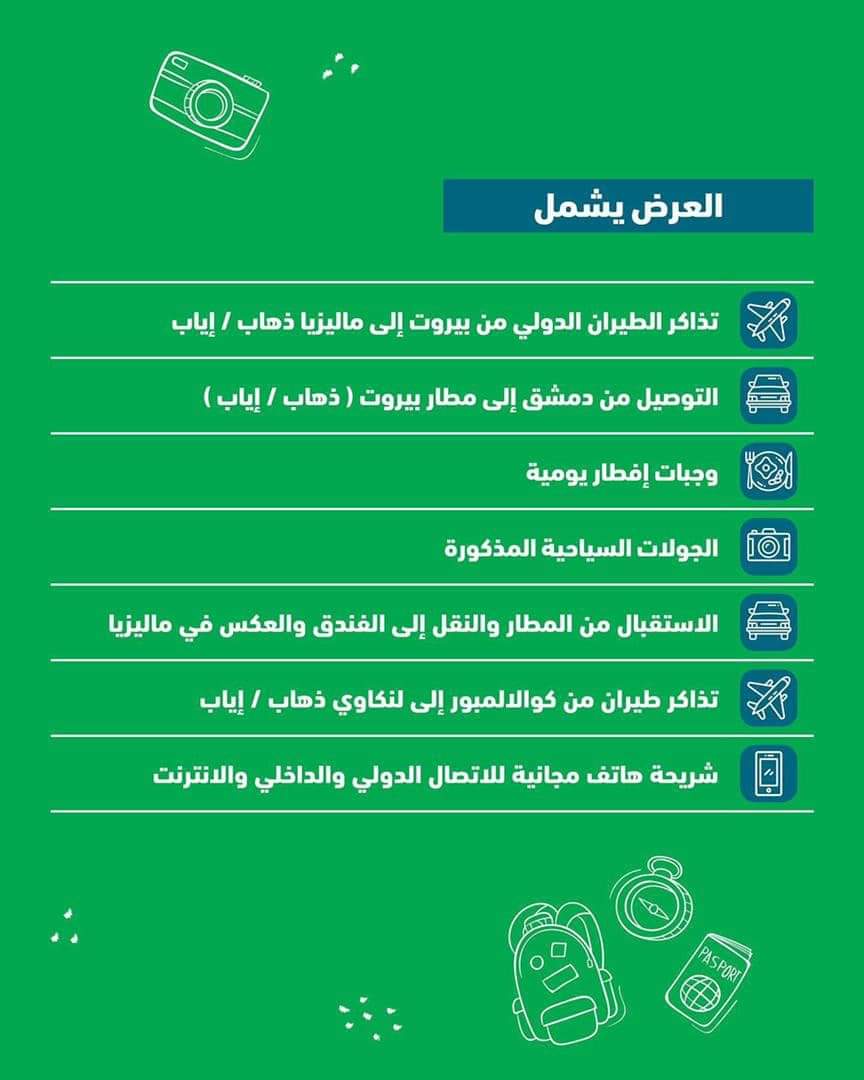 العرض يشمل
تذاكر الطيران الدولي من بيروت إلى ماليزيا ذهاب / إياب
التوصيل من دمشق إلى مطار بيروت ( ذهاب / إياب )
وجبات إفطار يومية
الجولات السياحية المذكورة
الاستقبال من المطار والنقل إلى الفندق والعكس في ماليزيا
تذاكر طيران من كوالالمبور إلى لنكاوي ذهاب / إياب
شريحة هاتف مجانية للاتصال الدولي والداخلي والانترنت
PASPORT